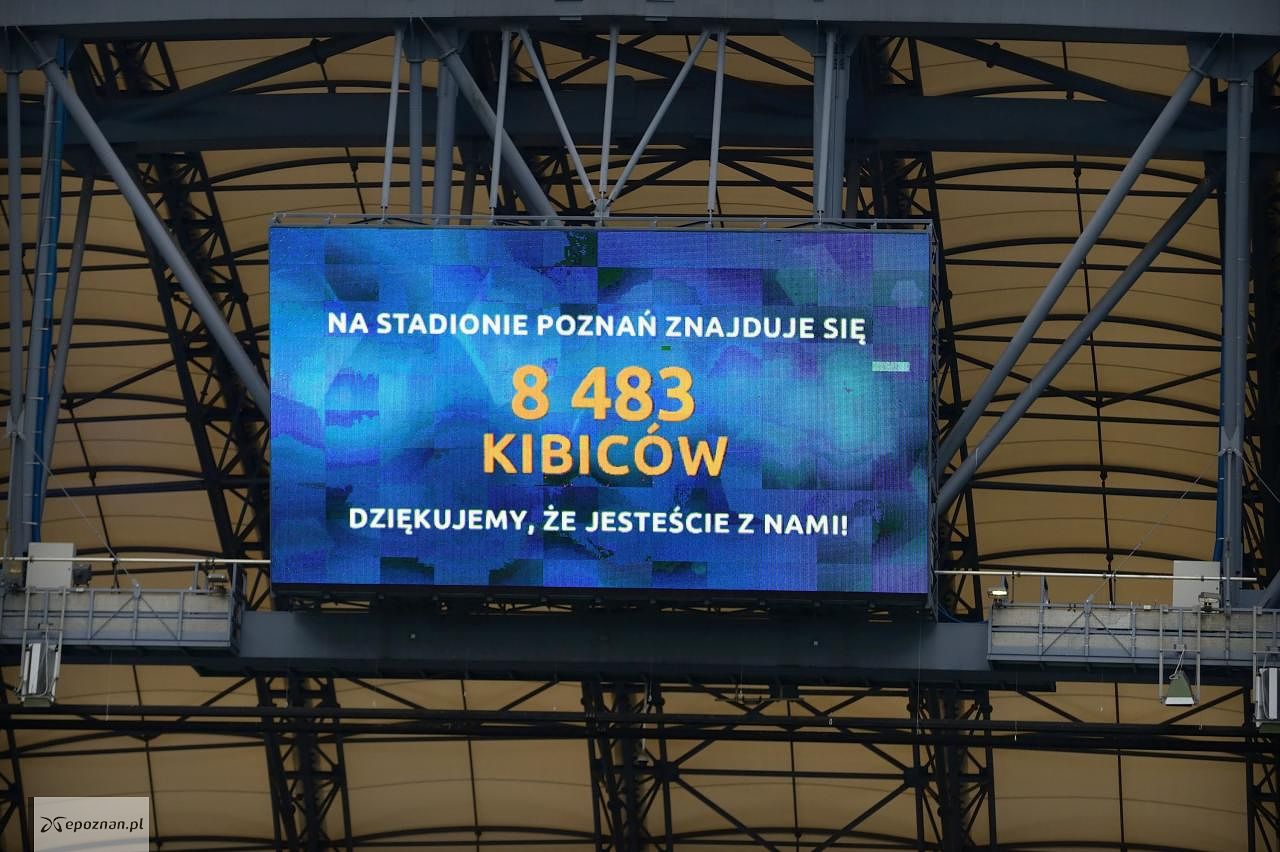 NA STADIONIE POZNAŃ ZNAJDUJE SIĘ
8 483
KIBICÓW
DZIĘKUJEMY, ŻE JESTEŚCIE Z NAMI!
epoznan.pl